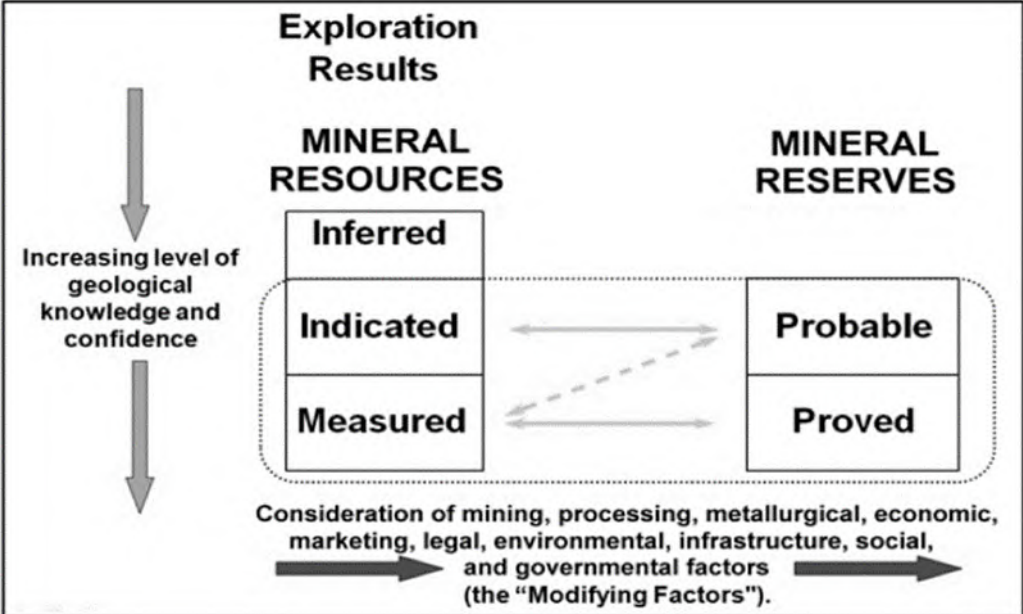 Exploration
Results
MINERAL
RESOURCES
MINERAL
RESERVES
Inferred
Increasing level of
geological
knowledge and
confidence
Indicated
Probable
Measured
Proved
Consideration of mining, processing, metallurgical, economic,
marketing, legal, environmental, infrastructure, social,
and governmental factors
(the “Modifying Factors").